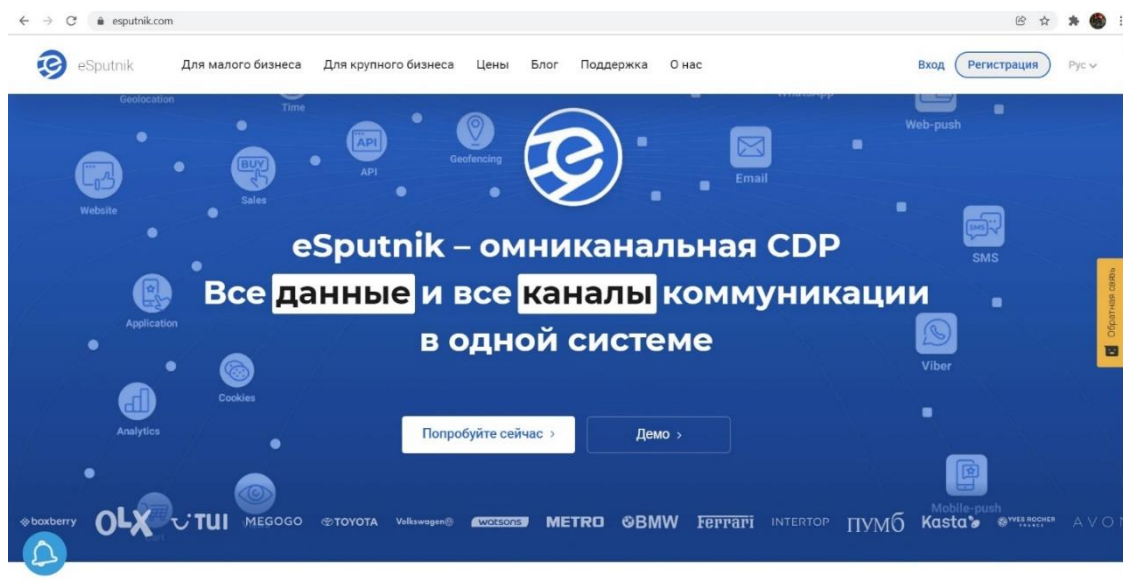 esputnik.com
eSputnik Для малого бизнеса Для крупного бизнеса Цены Блог Поддержка О нас Вход Регистрация Рус
Geolocation
Time
Web-push
API
API
Geofencing
Email
BUY
Sales
Website
SMS
SMS
eSputnik – омниканальная CDP
Все данные и все каналы коммуникации
в одной системе
Обратная связь
Application
Viber
Cookies
Analytics
Попробуйте сейчас Демо
Mobile-push
boxberry OLX TUI MEGOGO TOYOTA Volkswagen watsons METRO BMW Ferrari INTERTOP ПУМБ Kasta YVES ROCHER FRANCE AVON
Cart